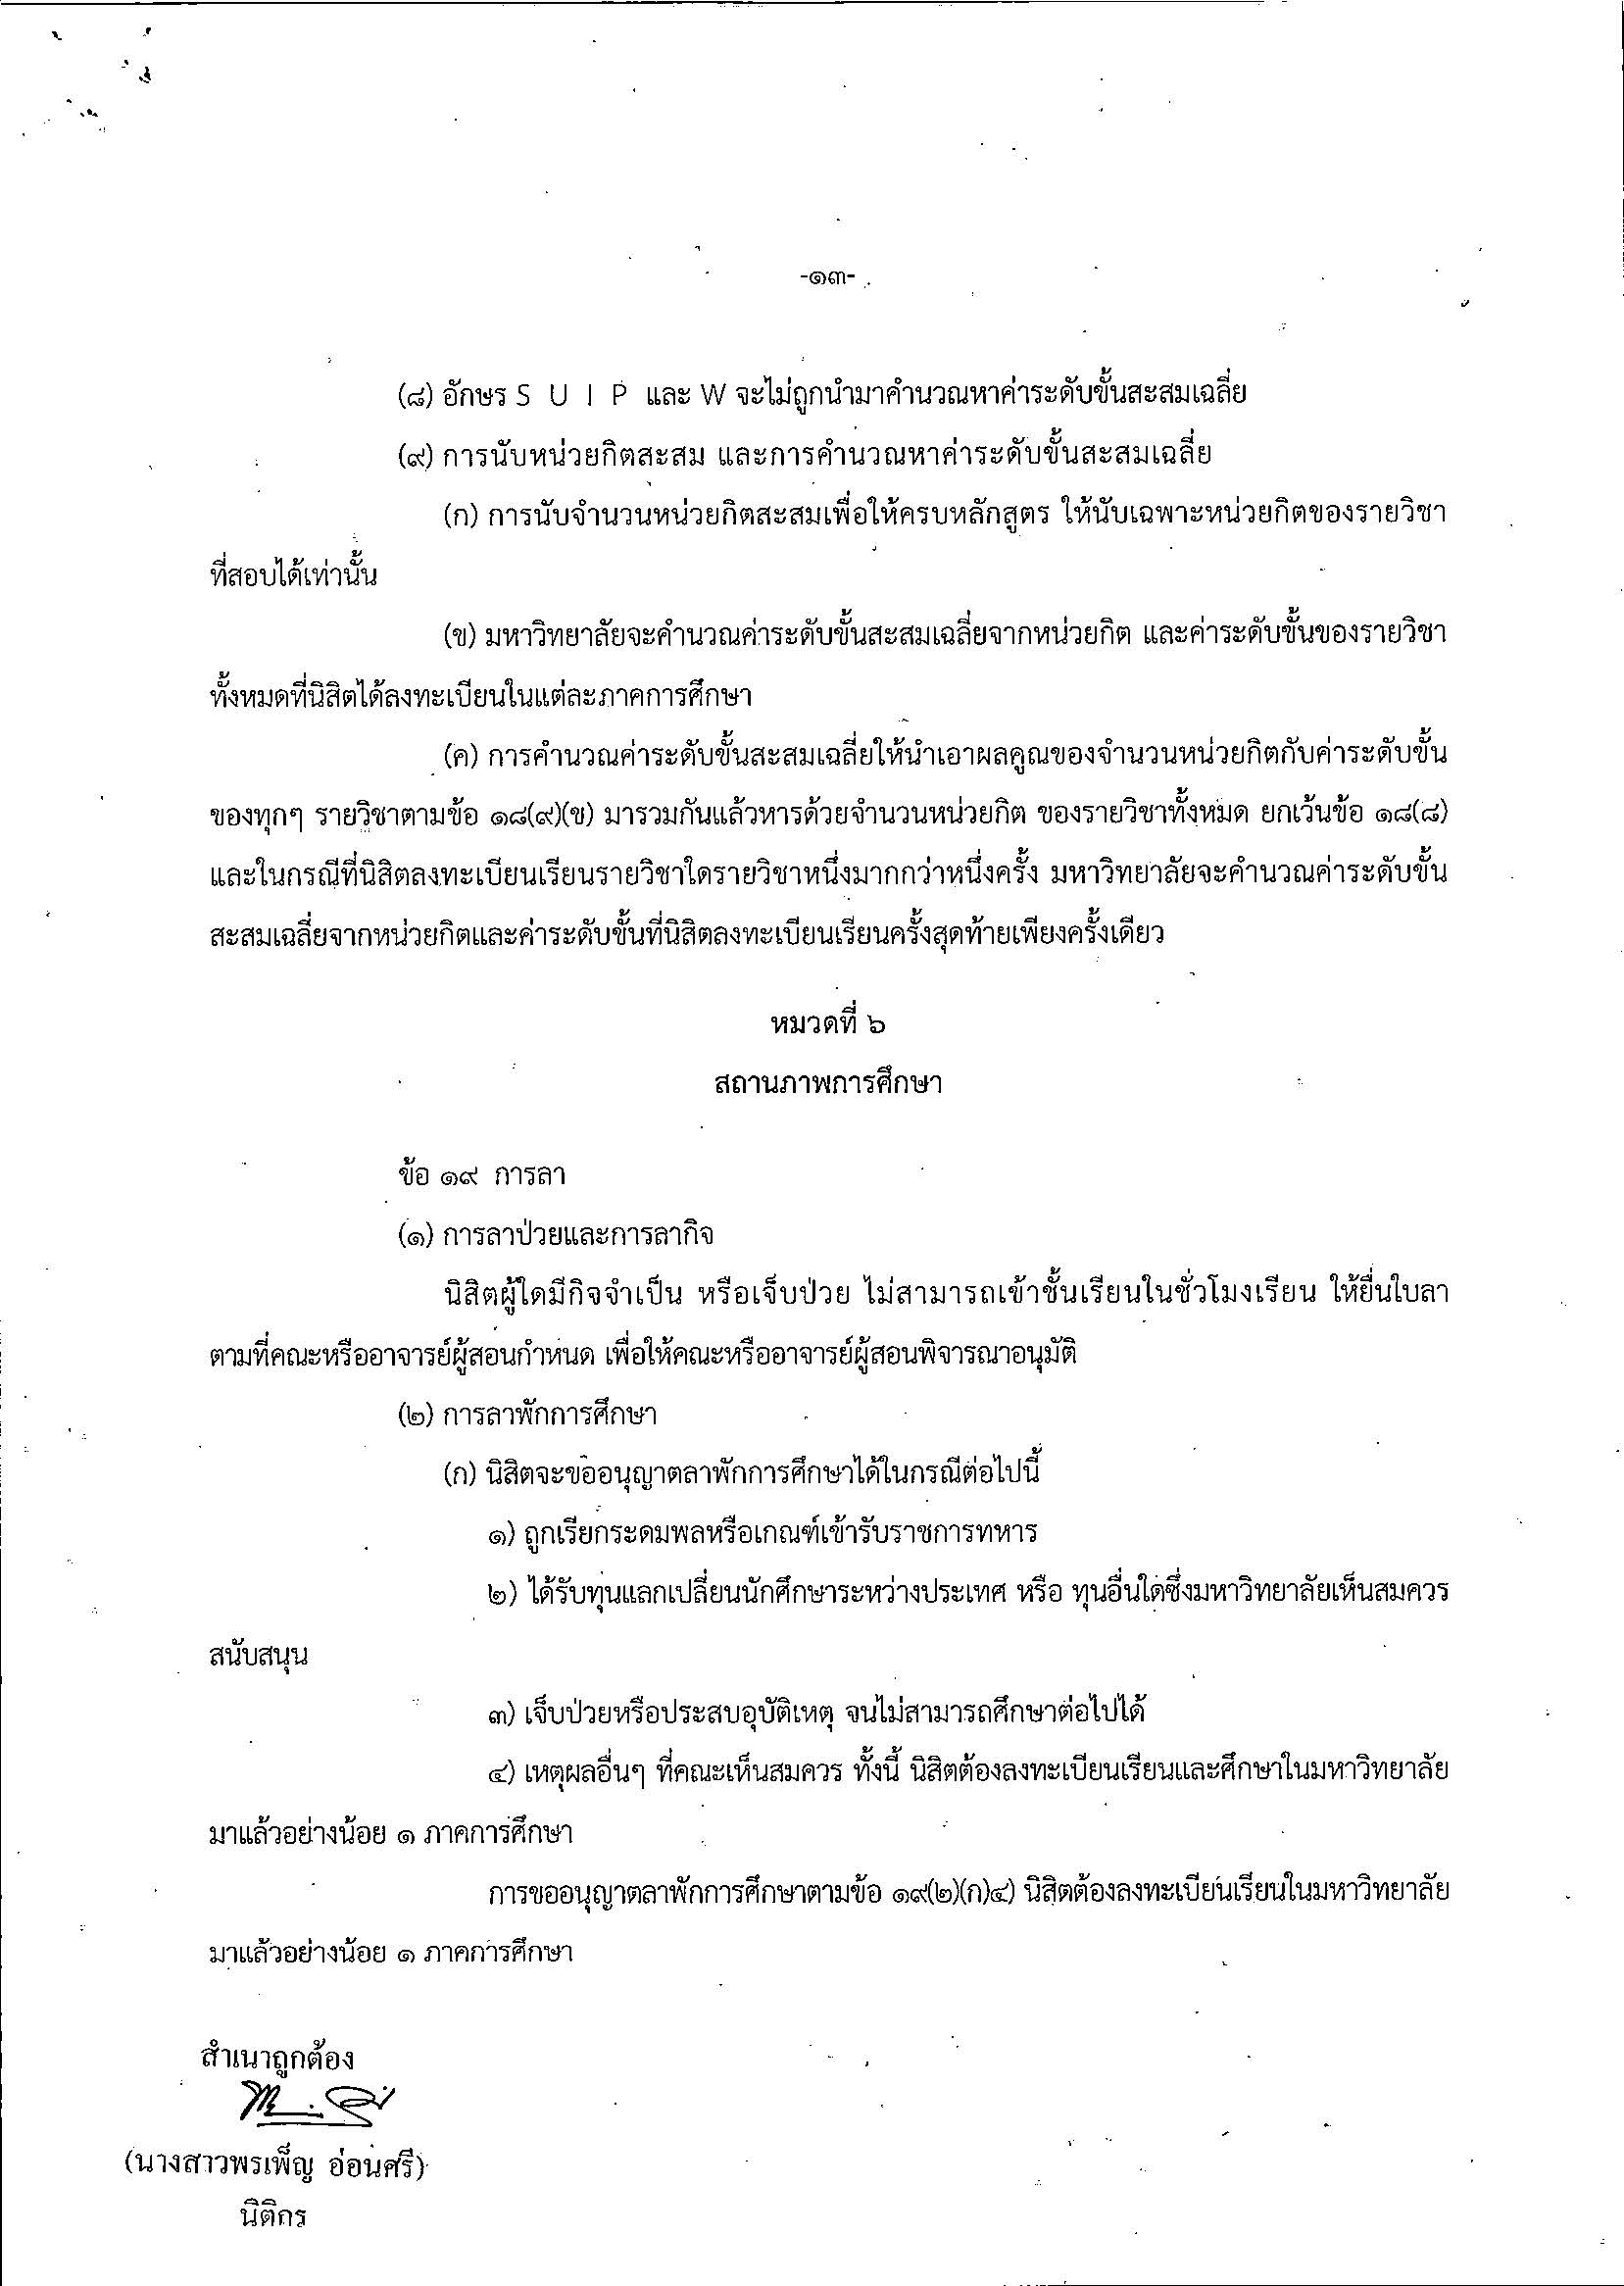 -๑๓-
(๘) อักษร S U I P และ W จะไม่ถูกนำมาคำนวณหาค่าระดับขั้นสะสมเฉลี่ย
(๙) การนับหน่วยกิตสะสม และการคำนวณหาค่าระดับขั้นสะสมเฉลี่ย
(ก) การนับจำนวนหน่วยกิตสะสมเพื่อให้ครบหลักสูตร ให้นับเฉพาะหน่วยกิตของรายวิชา
ที่สอบได้เท่านั้น
(ข) มหาวิทยาลัยจะคำนวณค่าระดับขั้นสะสมเฉลี่ยจากหน่วยกิต และค่าระดับขั้นของรายวิชา
ทั้งหมดที่นิสิตได้ลงทะเบียนในแต่ละภาคการศึกษา
(ค) การคำนวณค่าระดับขั้นสะสมเฉลี่ยให้นำเอาผลคูณของจำนวนหน่วยกิตกับค่าระดับขั้น
ของทุกๆ รายวิชาตามข้อ ๑๘(๙)(ข) มารวมกันแล้วหารด้วยจำนวนหน่วยกิต ของรายวิชาทั้งหมด ยกเว้นข้อ ๑๘(๘)
และในกรณีที่นิสิตลงทะเบียนเรียนรายวิชาใดรายวิชาหนึ่งมากกว่าหนึ่งครั้ง มหาวิทยาลัยจะคำนวณค่าระดับขั้น
สะสมเฉลี่ยจากหน่วยกิตและค่าระดับขั้นที่นิสิตลงทะเบียนเรียนครั้งสุดท้ายเพียงครั้งเดียว
หมวดที่ ๖
สถานภาพการศึกษา
ข้อ ๑๙ การลา
(๑) การลาป่วยและการลากิจ
นิสิตผู้ใดมีกิจจำเป็น หรือเจ็บป่วย ไม่สามารถเข้าชั้นเรียนในชั่วโมงเรียน ให้ยื่นใบลา
ตามที่คณะหรืออาจารย์ผู้สอนกำหนด เพื่อให้คณะหรืออาจารย์ผู้สอนพิจารณาอนุมัติ
(๒) การลาพักการศึกษา
(ก) นิสิตจะขออนุญาตลาพักการศึกษาได้ในกรณีต่อไปนี้
๑) ถูกเรียกระดมพลหรือเกณฑ์เข้ารับราชการทหาร
๒) ได้รับทุนแลกเปลี่ยนนักศึกษาระหว่างประเทศ หรือ ทุนอื่นใดซึ่งมหาวิทยาลัยเห็นสมควร
สนับสนุน
๓) เจ็บป่วยหรือประสบอุบัติเหตุ จนไม่สามารถศึกษาต่อไปได้
๔) เหตุผลอื่นๆ ที่คณะเห็นสมควร ทั้งนี้ นิสิตต้องลงทะเบียนเรียนและศึกษาในมหาวิทยาลัย
มาแล้วอย่างน้อย ๑ ภาคการศึกษา
การขออนุญาตลาพักการศึกษาตามข้อ ๑๙(๒)(ก)๔) นิสิตต้องลงทะเบียนเรียนในมหาวิทยาลัย
มาแล้วอย่างน้อย ๑ ภาคการศึกษา
สำเนาถูกต้อง
(นางสาวพรเพ็ญ อ่อนศรี)
นิติกร